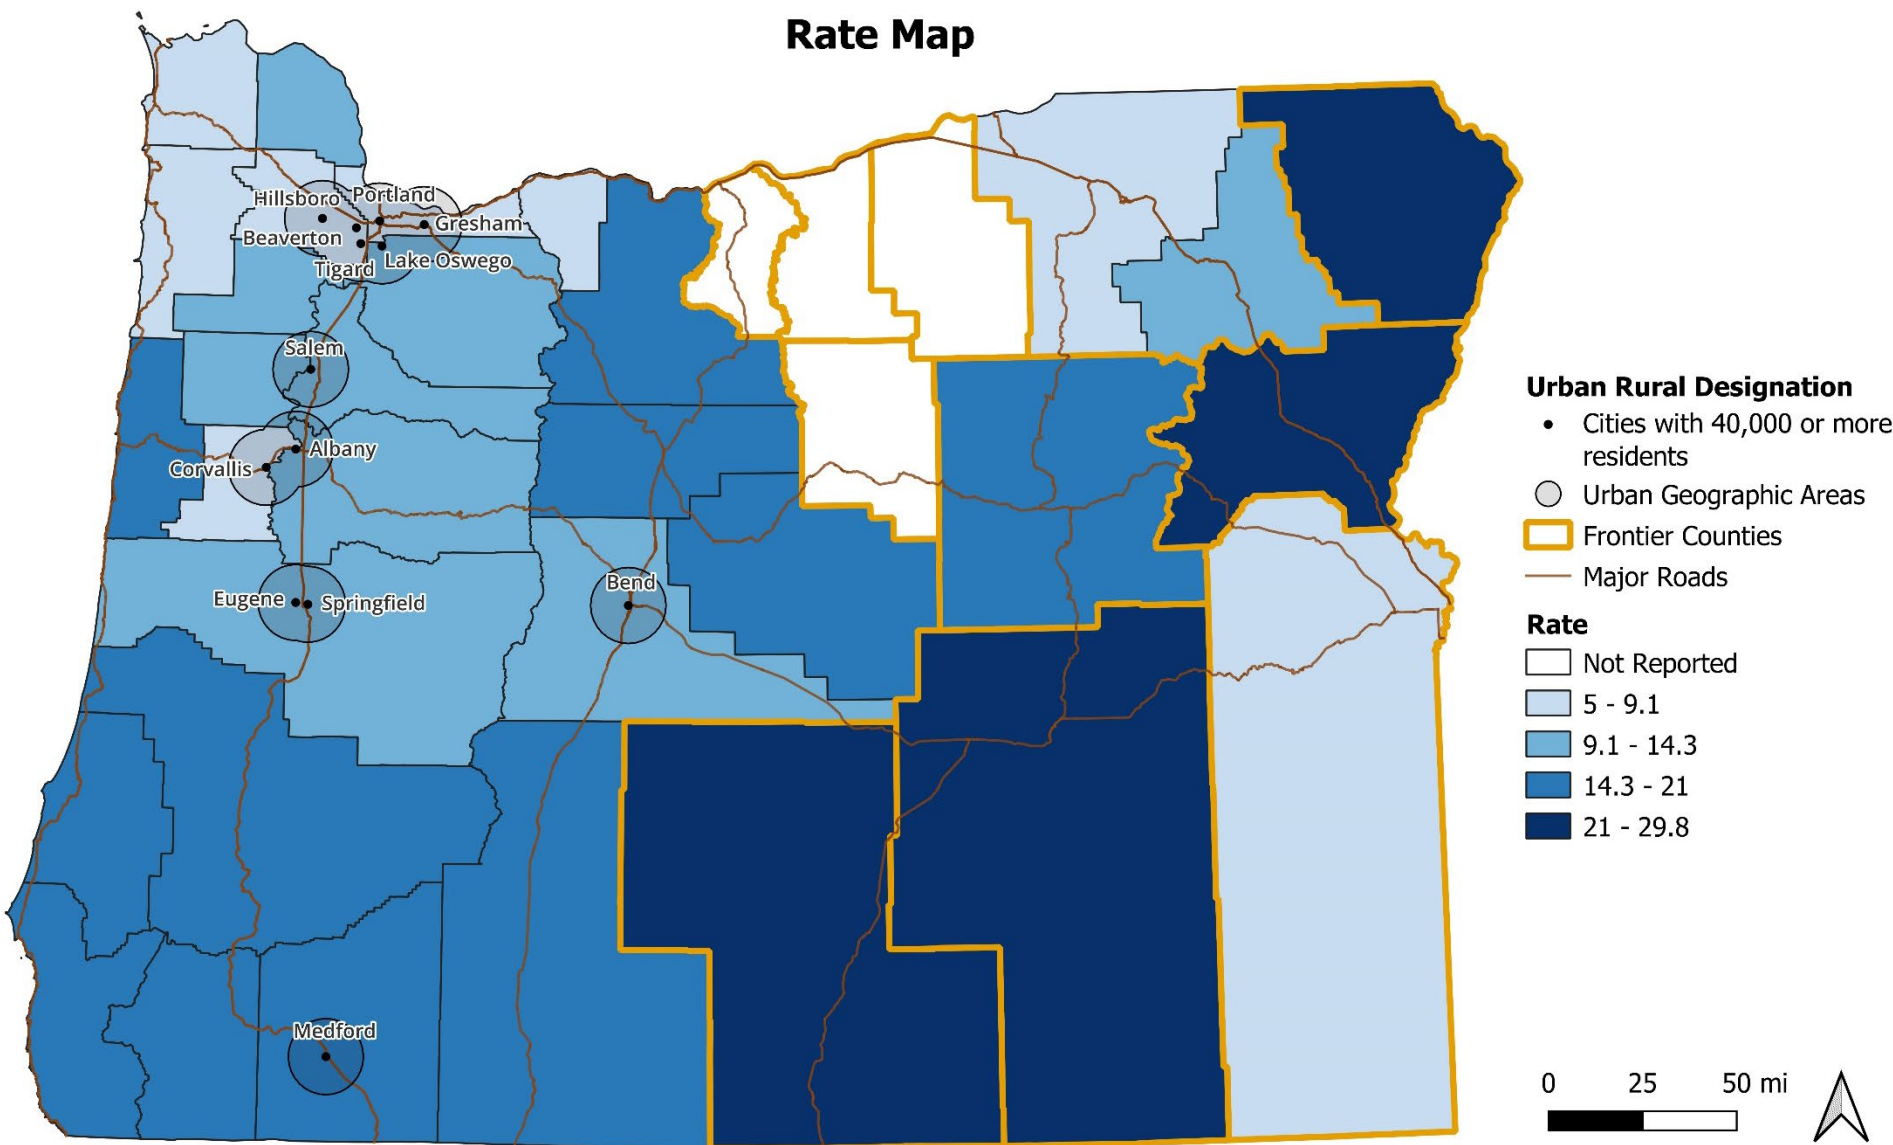 Rate Map
Hillsboro
Portland
Gresham
Beaverton
Tigard
Lake Oswego
Salem
Albany
Corvallis
Eugene
Springfield
Bend
Medford
Urban Rural Designation
Cities with 40,000 or more
residents
Urban Geographic Areas
Frontier Counties
Major Roads
Rate
Not Reported
5 - 9.1
9.1 - 14.3
14.3 - 21
21 - 29.8
0 25 50 mi